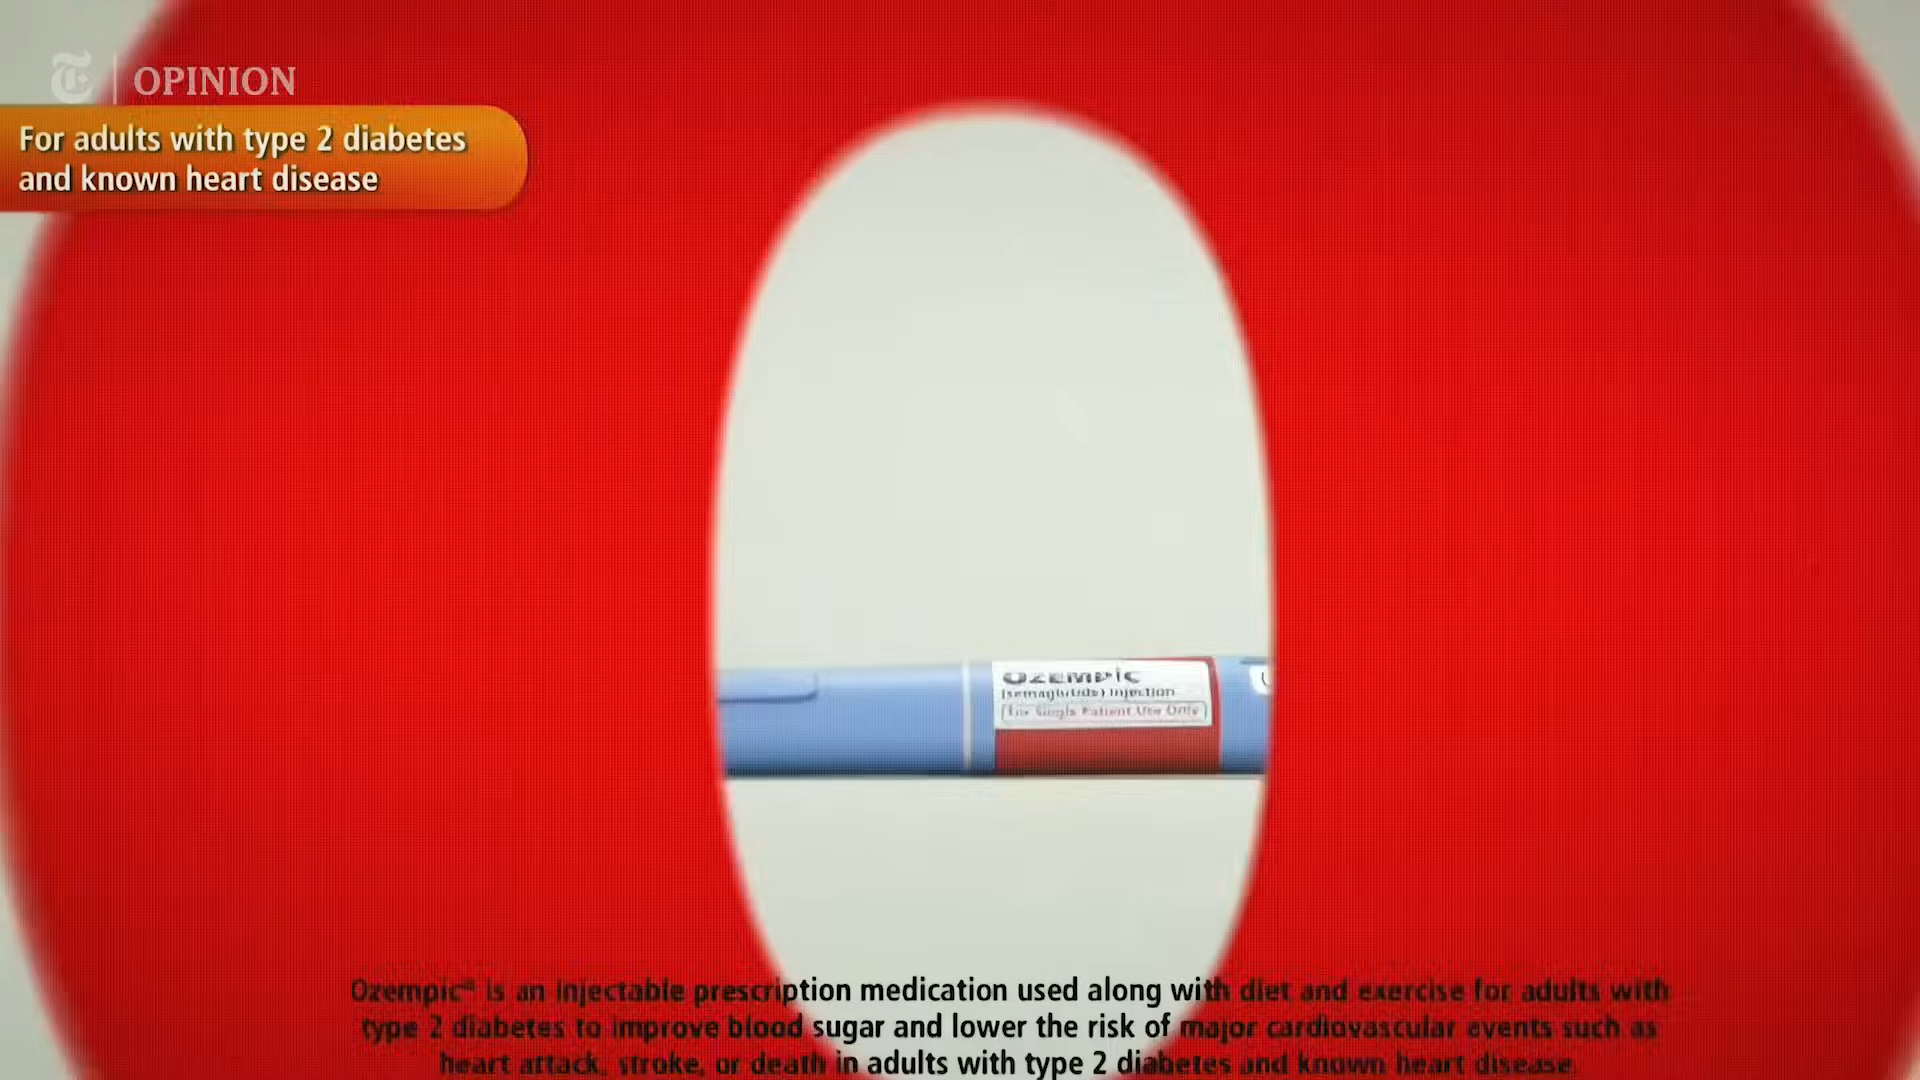 T | OPINION
For adults with type 2 diabetes
and known heart disease
OZEMPIC
(semaglutide) injection
For Single Patient Use Only
Ozempic® is an injectable prescription medication used along with diet and exercise for adults with
type 2 diabetes to improve blood sugar and lower the risk of major cardiovascular events such as
heart attack, stroke, or death in adults with type 2 diabetes and known heart disease.